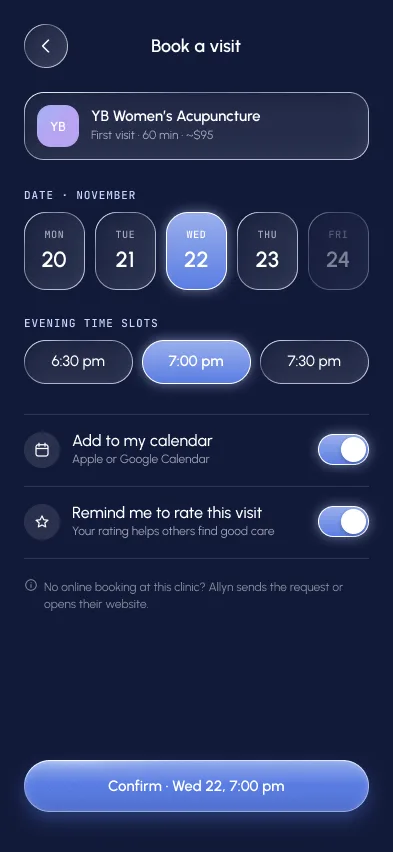 Book a visit
YB
YB Women’s Acupuncture
First visit · 60 min · ~$95
DATE · NOVEMBER
MON
20
TUE
21
WED
22
THU
23
FRI
24
EVENING TIME SLOTS
6:30 pm
7:00 pm
7:30 pm
Add to my calendar
Apple or Google Calendar
Remind me to rate this visit
Your rating helps others find good care
No online booking at this clinic? Allyn sends the request or
opens their website.
Confirm · Wed 22, 7:00 pm